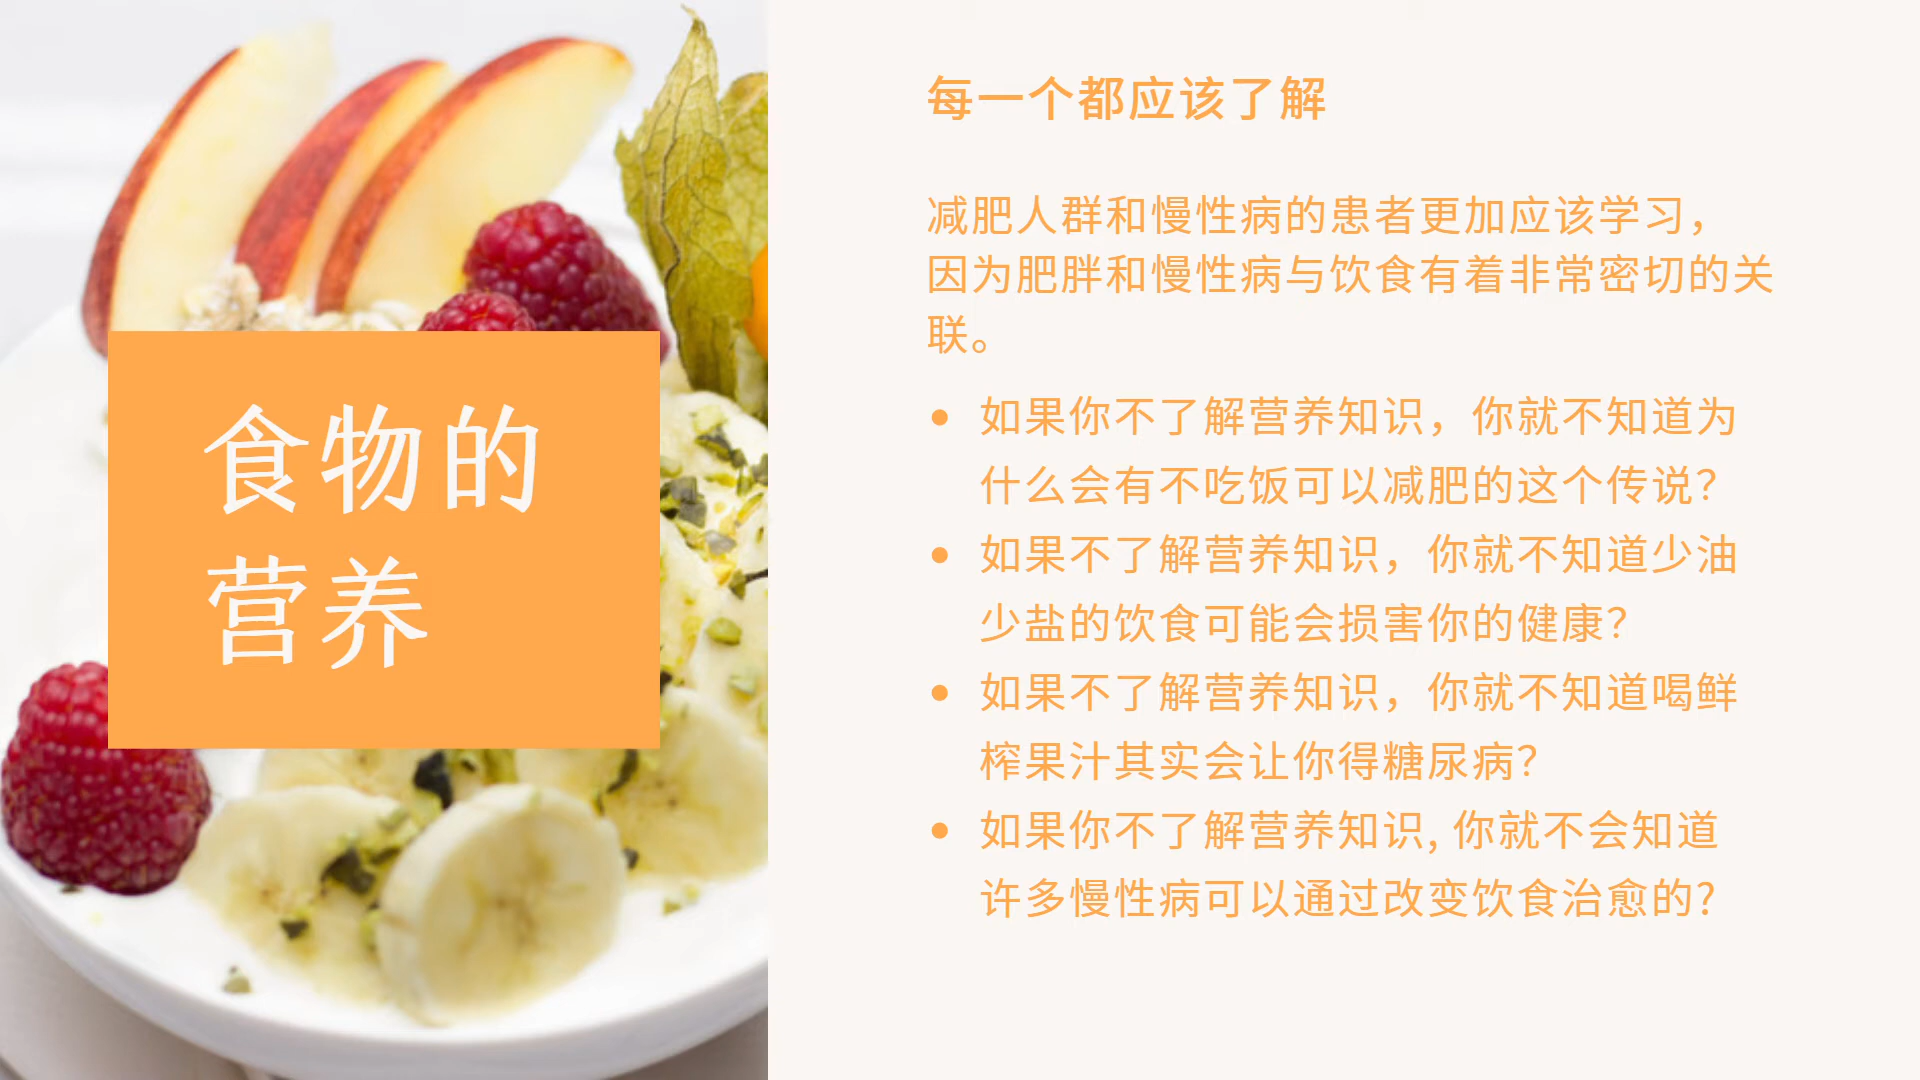 食物的
营养
每一个都应该了解
减肥人群和慢性病的患者更加应该学习，
因为肥胖和慢性病与饮食有着非常密切的关
联。
• 如果你不了解营养知识，你就不知道为
什么会有不吃饭可以减肥的这个传说？
• 如果不了解营养知识，你就不知道少油
少盐的饮食可能会损害你的健康？
• 如果不了解营养知识，你就不知道喝鲜
榨果汁其实会让你得糖尿病？
• 如果你不了解营养知识, 你就不会知道
许多慢性病可以通过改变饮食治愈的?